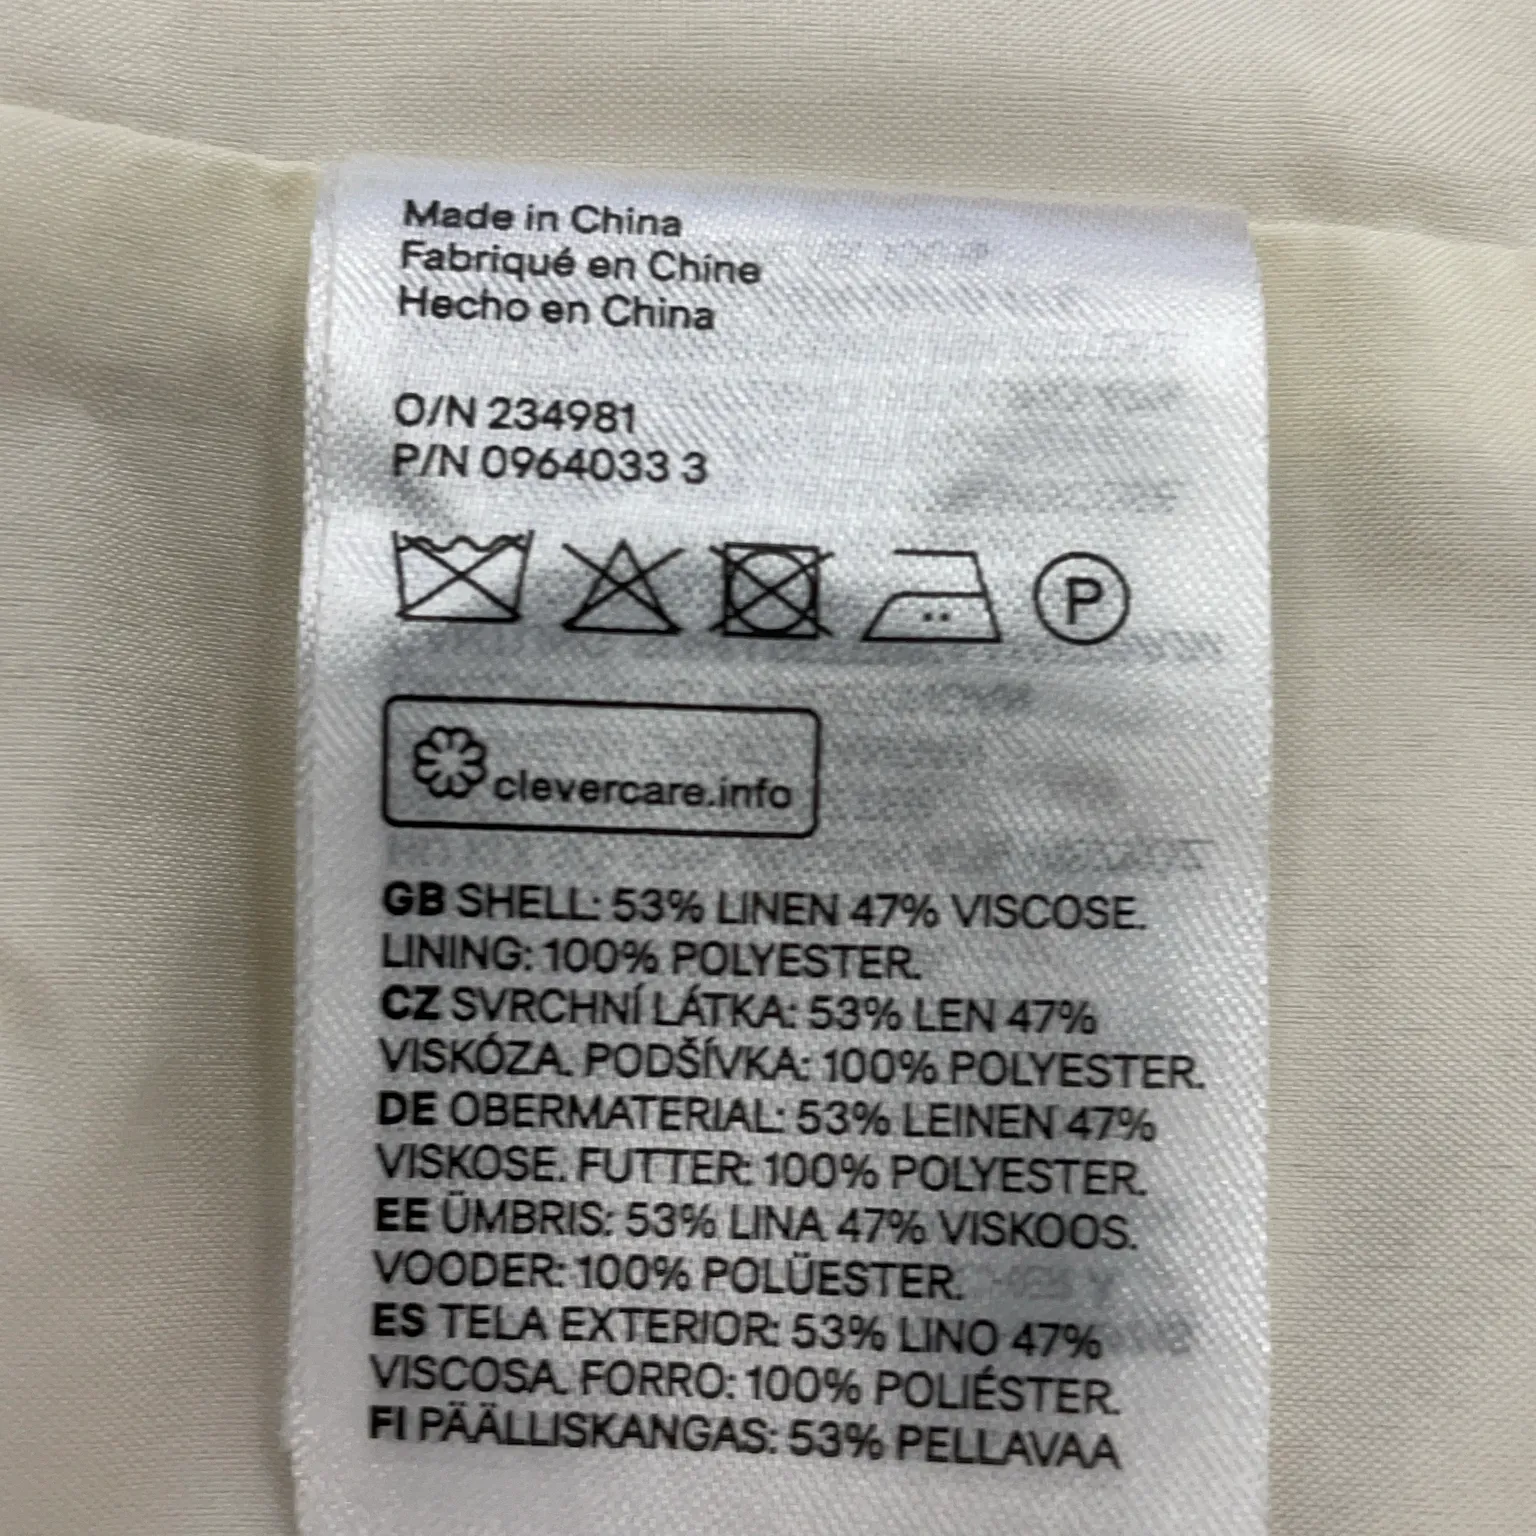 Made in China
Fabriqué en Chine
Hecho en China
O/N 234981
P/N 0964033 3
P
clevercare.info
GB SHELL: 53% LINEN 47% VISCOSE.
LINING: 100% POLYESTER.
CZ SVRCHNÍ LÁTKA: 53% LEN 47%
VISKÓZA. PODŠÍVKA: 100% POLYESTER.
DE OBERMATERIAL: 53% LEINEN 47%
VISKOSE. FUTTER: 100% POLYESTER.
EE ÜMBRIS: 53% LINA 47% VISKOOS.
VOODER: 100% POLÜESTER.
ES TELA EXTERIOR: 53% LINO 47%
VISCOSA. FORRO: 100% POLIÉSTER.
FI PÄÄLLISKANGAS: 53% PELLAVAA